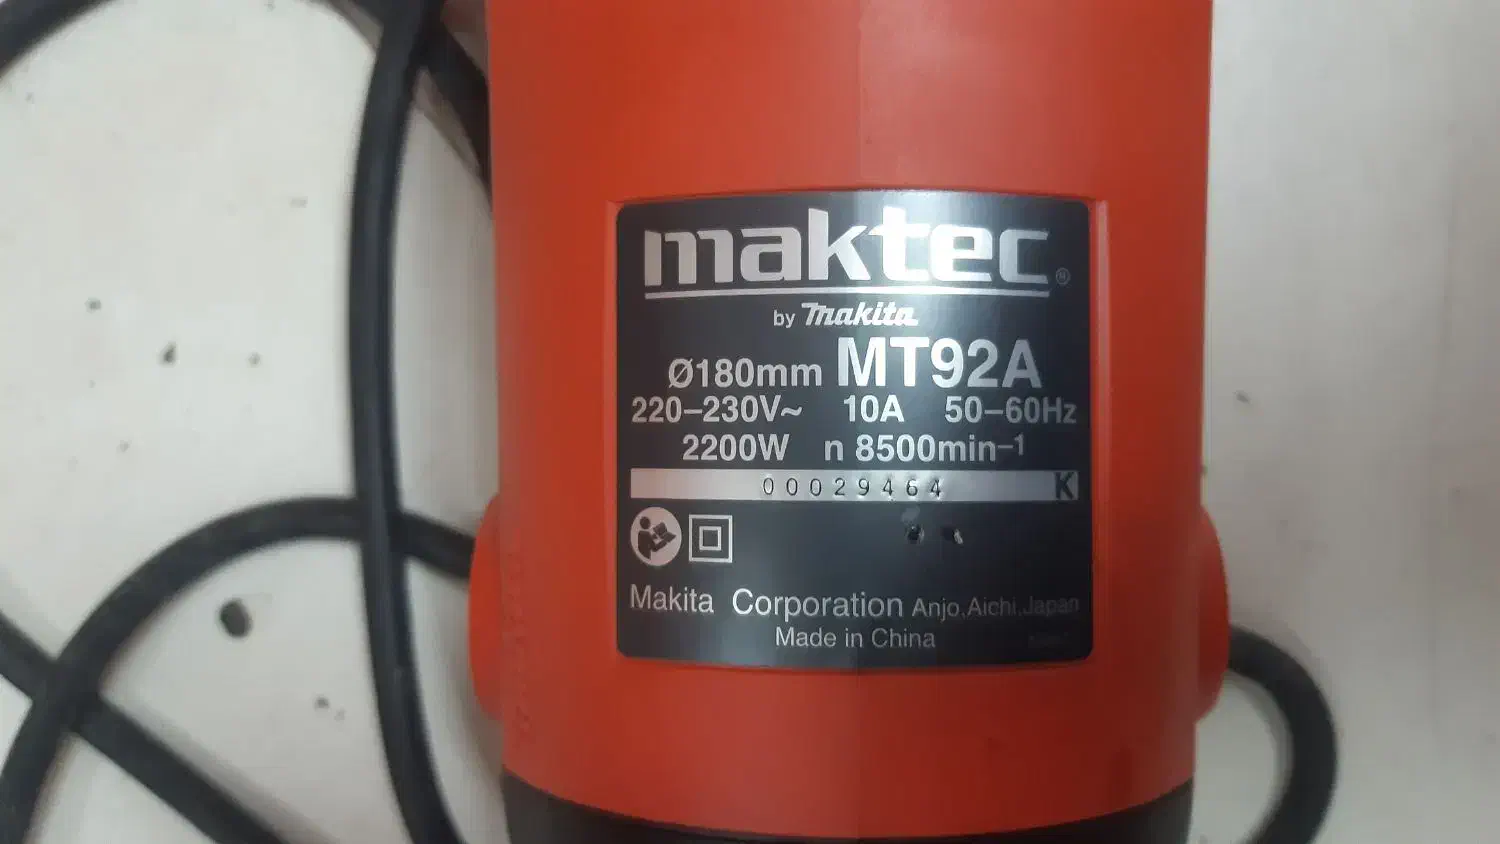 maktec®
by makita
Ø180mm MT92A
220–230V~ 10A 50–60Hz
2200W n 8500min⁻¹
00029464 K
Makita Corporation Anjo,Aichi,Japan
Made in China